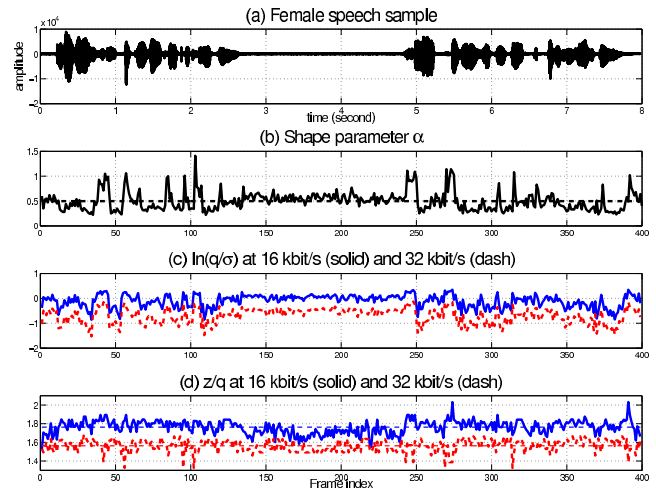 (a) Female speech sample
x 10⁴
1
0
-1
-2
amplitude
0 1 2 3 4 5 6 7 8
time (second)
(b) Shape parameter α
1.5
1
0.5
0
0 50 100 150 200 250 300 350 400
(c) ln(q/σ) at 16 kbit/s (solid) and 32 kbit/s (dash)
1
0
-1
-2
0 50 100 150 200 250 300 350 400
(d) z/q at 16 kbit/s (solid) and 32 kbit/s (dash)
2
1.8
1.6
1.4
0 50 100 150 200 250 300 350 400
Frame index